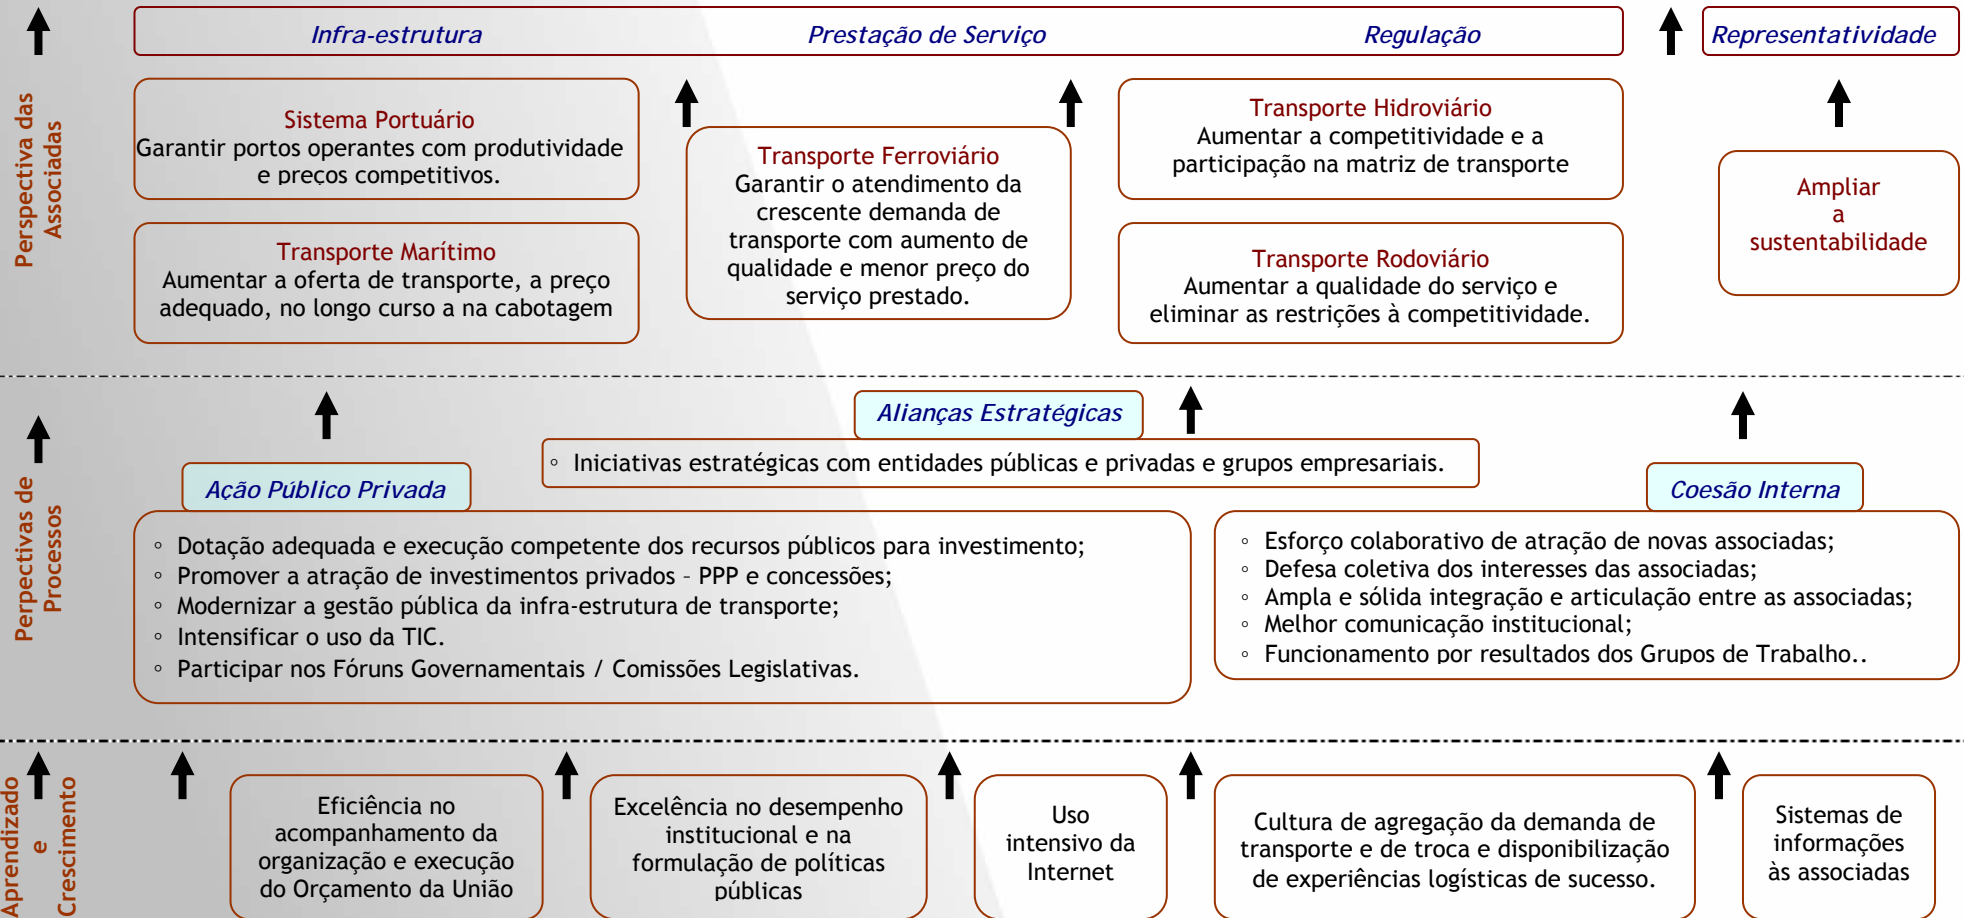 Infra-estrutura Prestação de Serviço Regulação Representatividade
Perspectiva das
Associadas
Sistema Portuário
Garantir portos operantes com produtividade
e preços competitivos.
Transporte Marítimo
Aumentar a oferta de transporte, a preço
adequado, no longo curso a na cabotagem
Transporte Ferroviário
Garantir o atendimento da
crescente demanda de
transporte com aumento de
qualidade e menor preço do
serviço prestado.
Transporte Hidroviário
Aumentar a competitividade e a
participação na matriz de transporte
Transporte Rodoviário
Aumentar a qualidade do serviço e
eliminar as restrições à competitividade.
Ampliar
a
sustentabilidade
Perpectivas de
Processos
Alianças Estratégicas
◦ Iniciativas estratégicas com entidades públicas e privadas e grupos empresariais.
Ação Público Privada
◦ Dotação adequada e execução competente dos recursos públicos para investimento;
◦ Promover a atração de investimentos privados – PPP e concessões;
◦ Modernizar a gestão pública da infra-estrutura de transporte;
◦ Intensificar o uso da TIC.
◦ Participar nos Fóruns Governamentais / Comissões Legislativas.
Coesão Interna
◦ Esforço colaborativo de atração de novas associadas;
◦ Defesa coletiva dos interesses das associadas;
◦ Ampla e sólida integração e articulação entre as associadas;
◦ Melhor comunicação institucional;
◦ Funcionamento por resultados dos Grupos de Trabalho..
Aprendizado
e
Crescimento
Eficiência no
acompanhamento da
organização e execução
do Orçamento da União
Excelência no desempenho
institucional e na
formulação de políticas
públicas
Uso
intensivo da
Internet
Cultura de agregação da demanda de
transporte e de troca e disponibilização
de experiências logísticas de sucesso.
Sistemas de
informações
às associadas